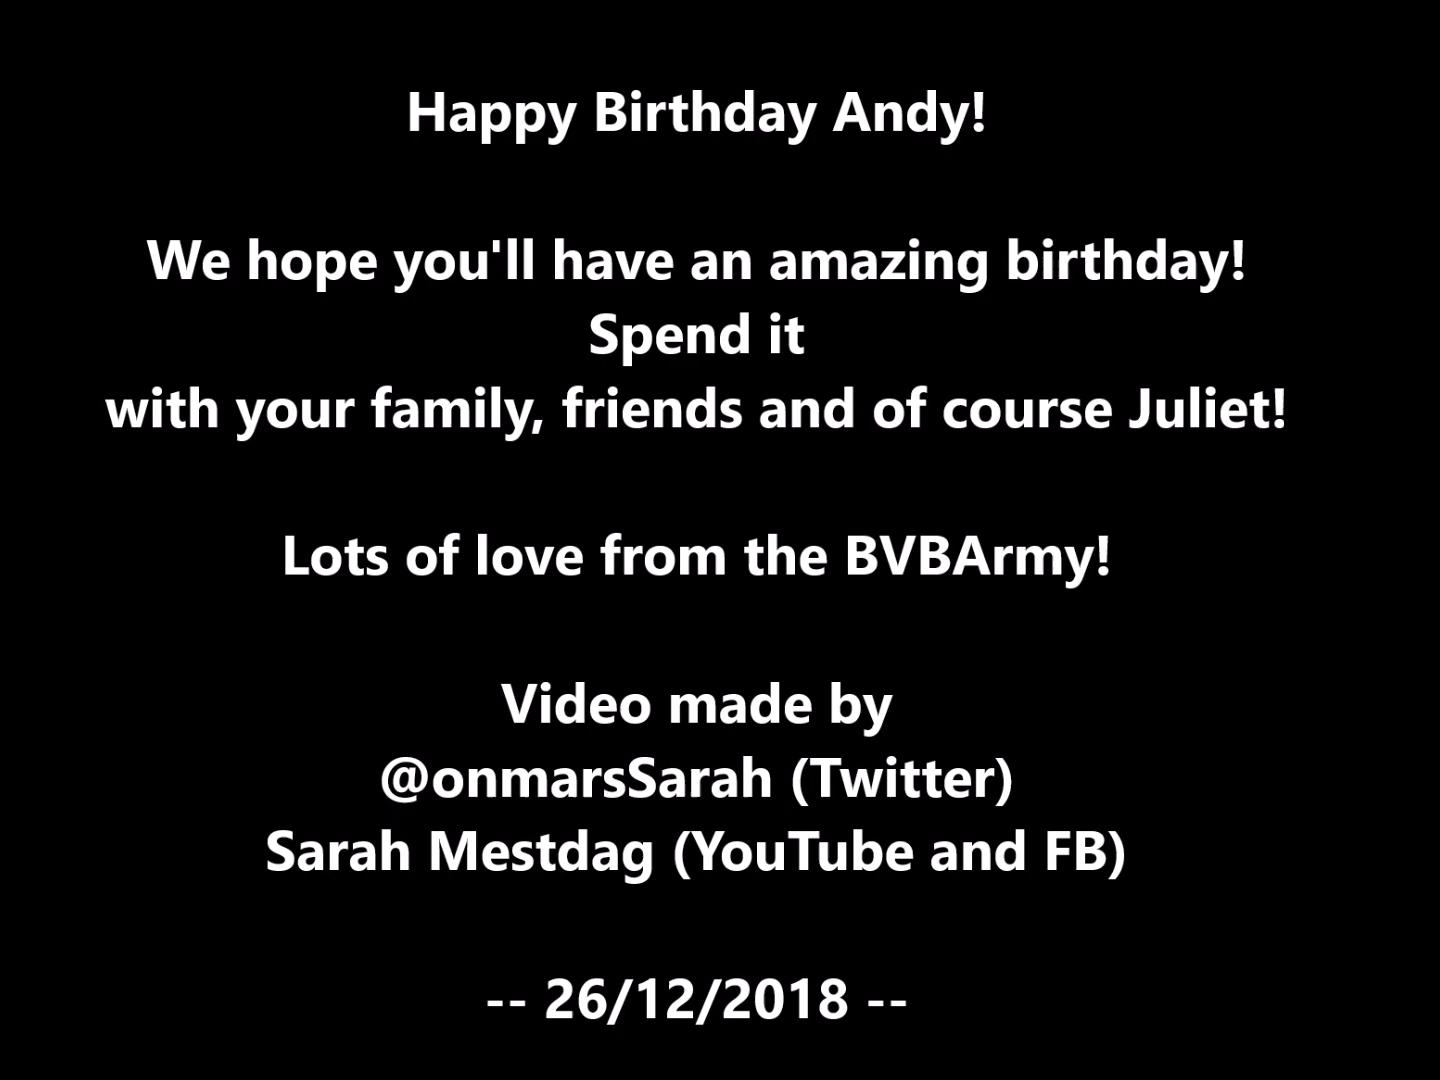 Happy Birthday Andy!
We hope you'll have an amazing birthday!
Spend it
with your family, friends and of course Juliet!
Lots of love from the BVBArmy!
Video made by
@onmarsSarah (Twitter)
Sarah Mestdag (YouTube and FB)
-- 26/12/2018 --